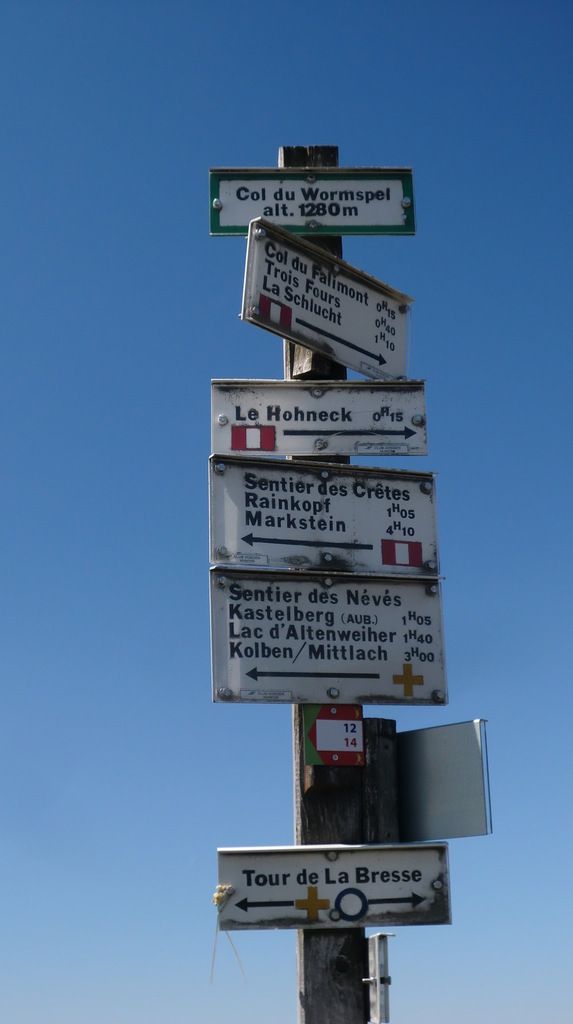 Col du Wormspel
alt. 1280m
Col du Falimont 0H15
Trois Fours 0H40
La Schlucht 1H10
Le Hohneck 0H15
Sentier des Crêtes
Rainkopf 1H05
Markstein 4H10
Sentier des Névés
Kastelberg (AUB.) 1H05
Lac d'Altenweiher 1H40
Kolben/Mittlach 3H00
12
14
Tour de La Bresse